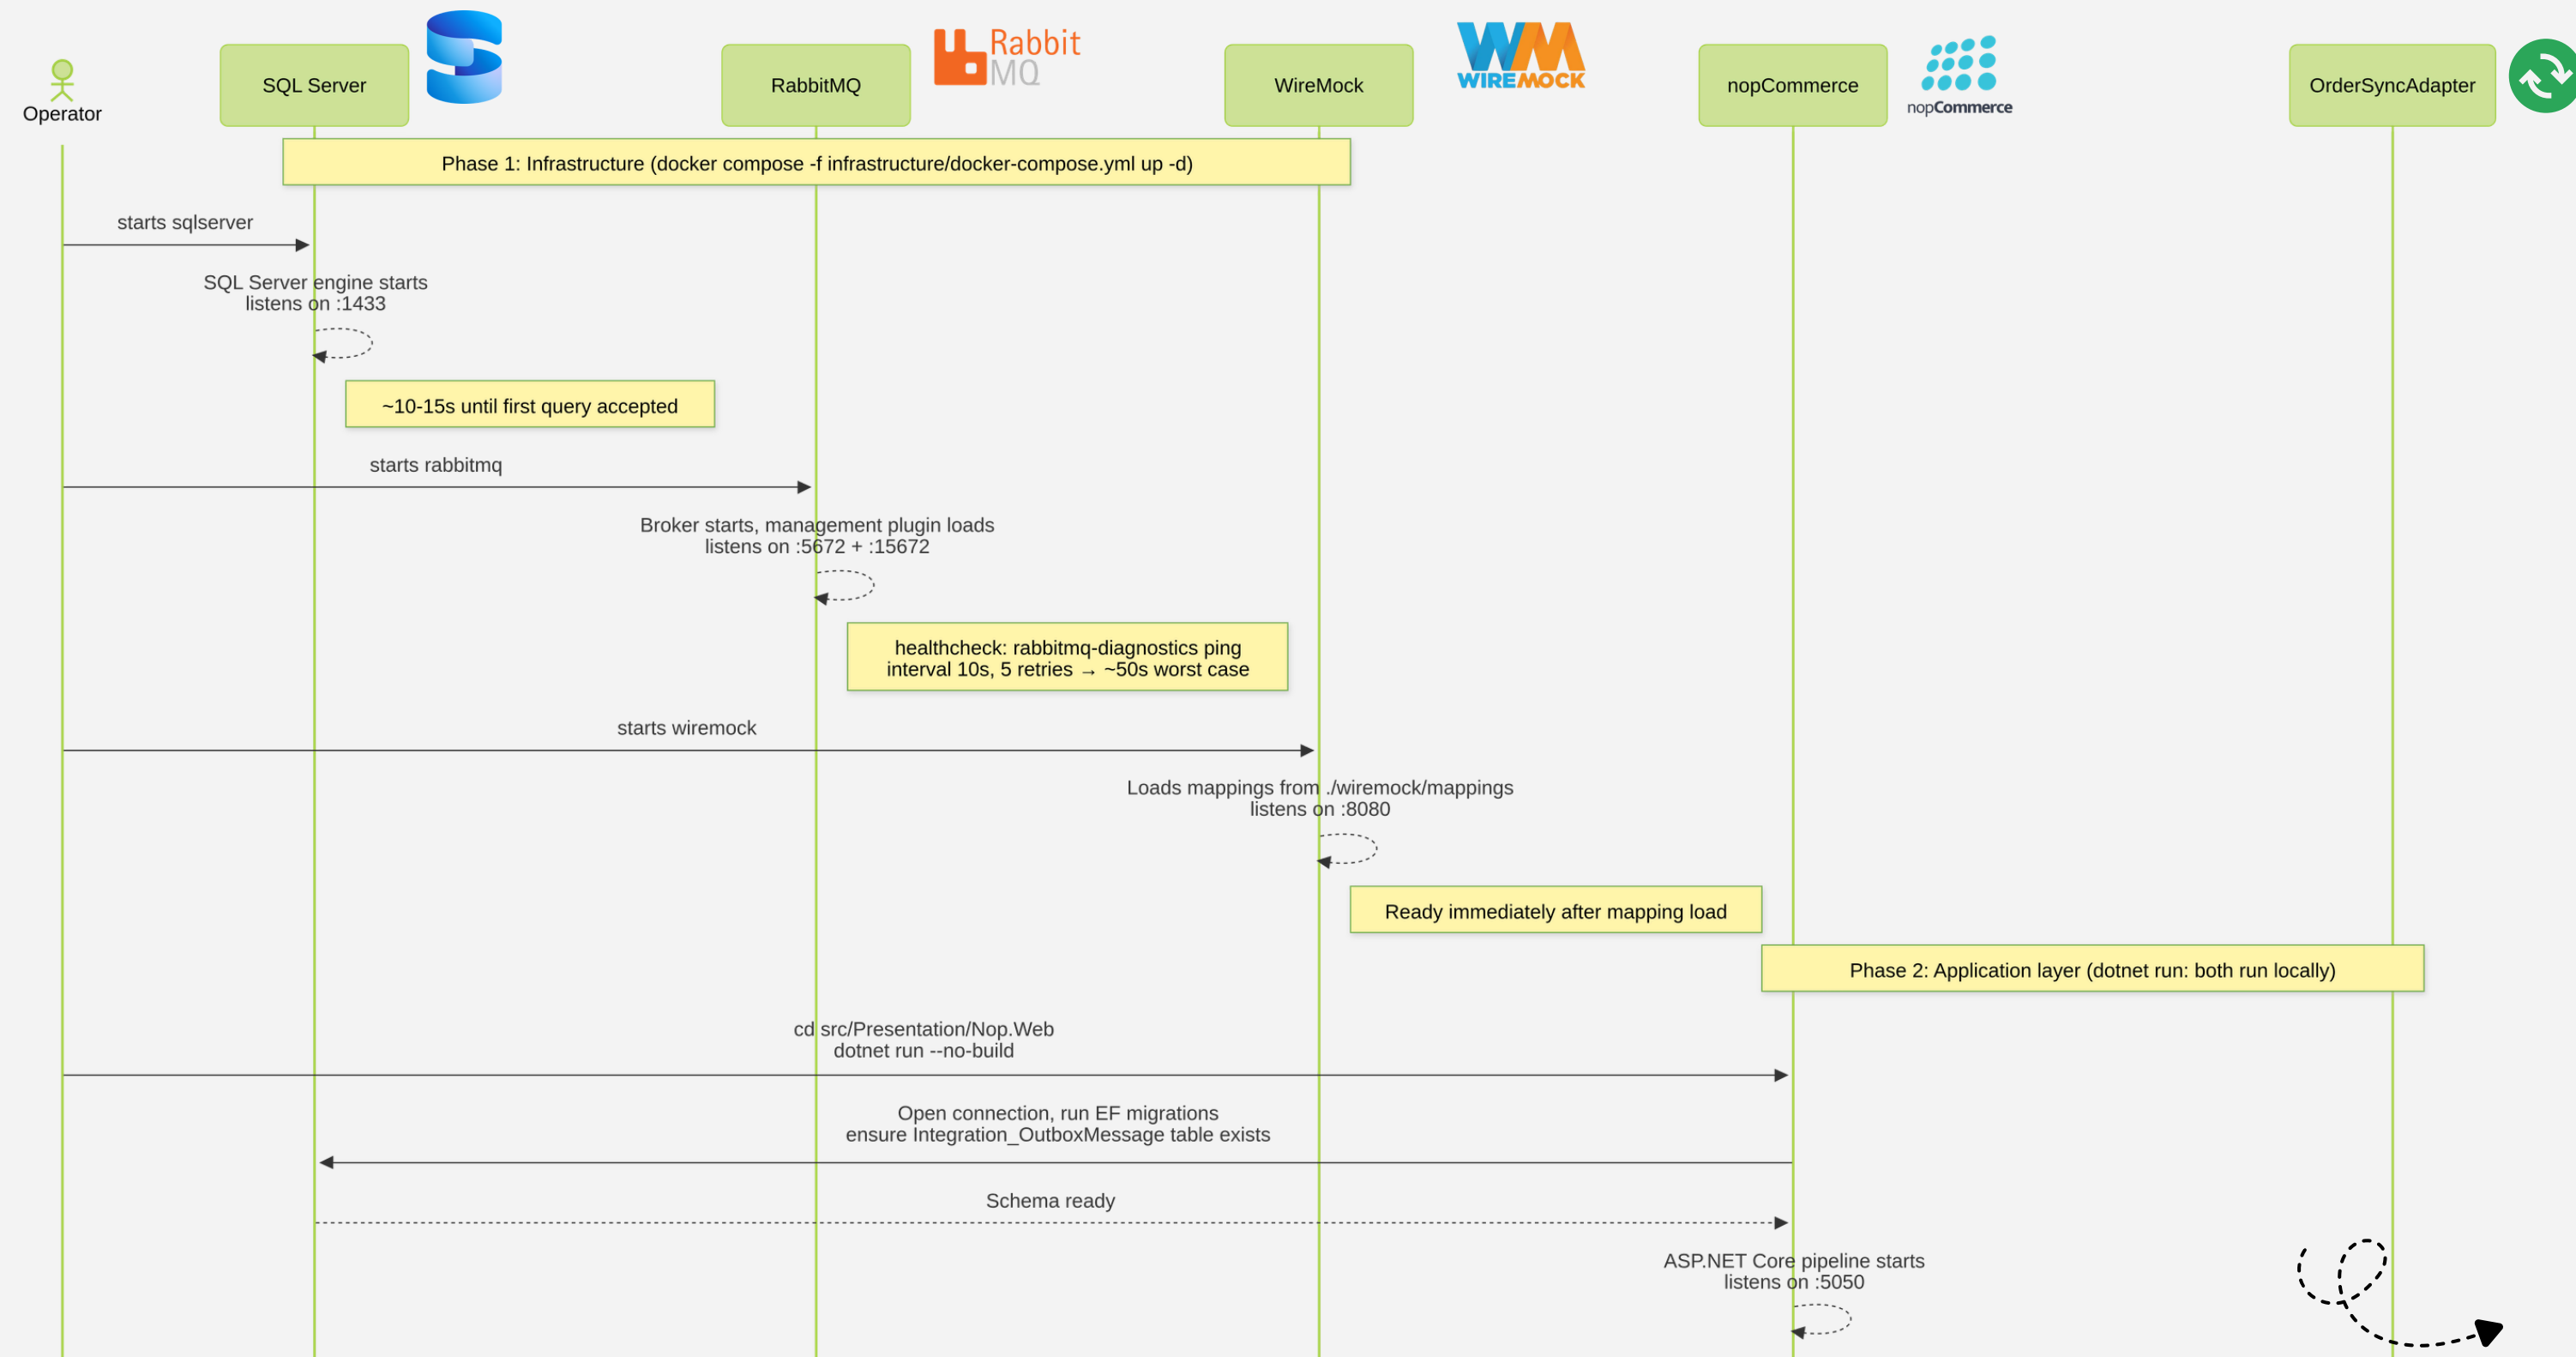 Operator
SQL Server
RabbitMQ
Rabbit
MQ
WireMock
WM
WIREMOCK
nopCommerce
nopCommerce
OrderSyncAdapter
Phase 1: Infrastructure (docker compose -f infrastructure/docker-compose.yml up -d)
starts sqlserver
SQL Server engine starts
listens on :1433
~10-15s until first query accepted
starts rabbitmq
Broker starts, management plugin loads
listens on :5672 + :15672
healthcheck: rabbitmq-diagnostics ping
interval 10s, 5 retries → ~50s worst case
starts wiremock
Loads mappings from ./wiremock/mappings
listens on :8080
Ready immediately after mapping load
Phase 2: Application layer (dotnet run: both run locally)
cd src/Presentation/Nop.Web
dotnet run --no-build
Open connection, run EF migrations
ensure Integration_OutboxMessage table exists
Schema ready
ASP.NET Core pipeline starts
listens on :5050